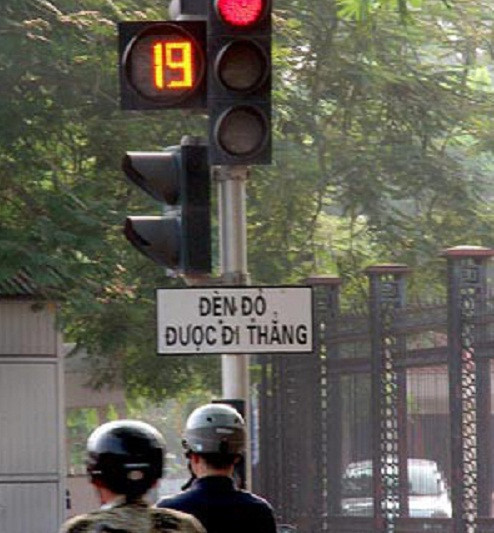 19
ĐÈN ĐỎ
ĐƯỢC ĐI THẲNG